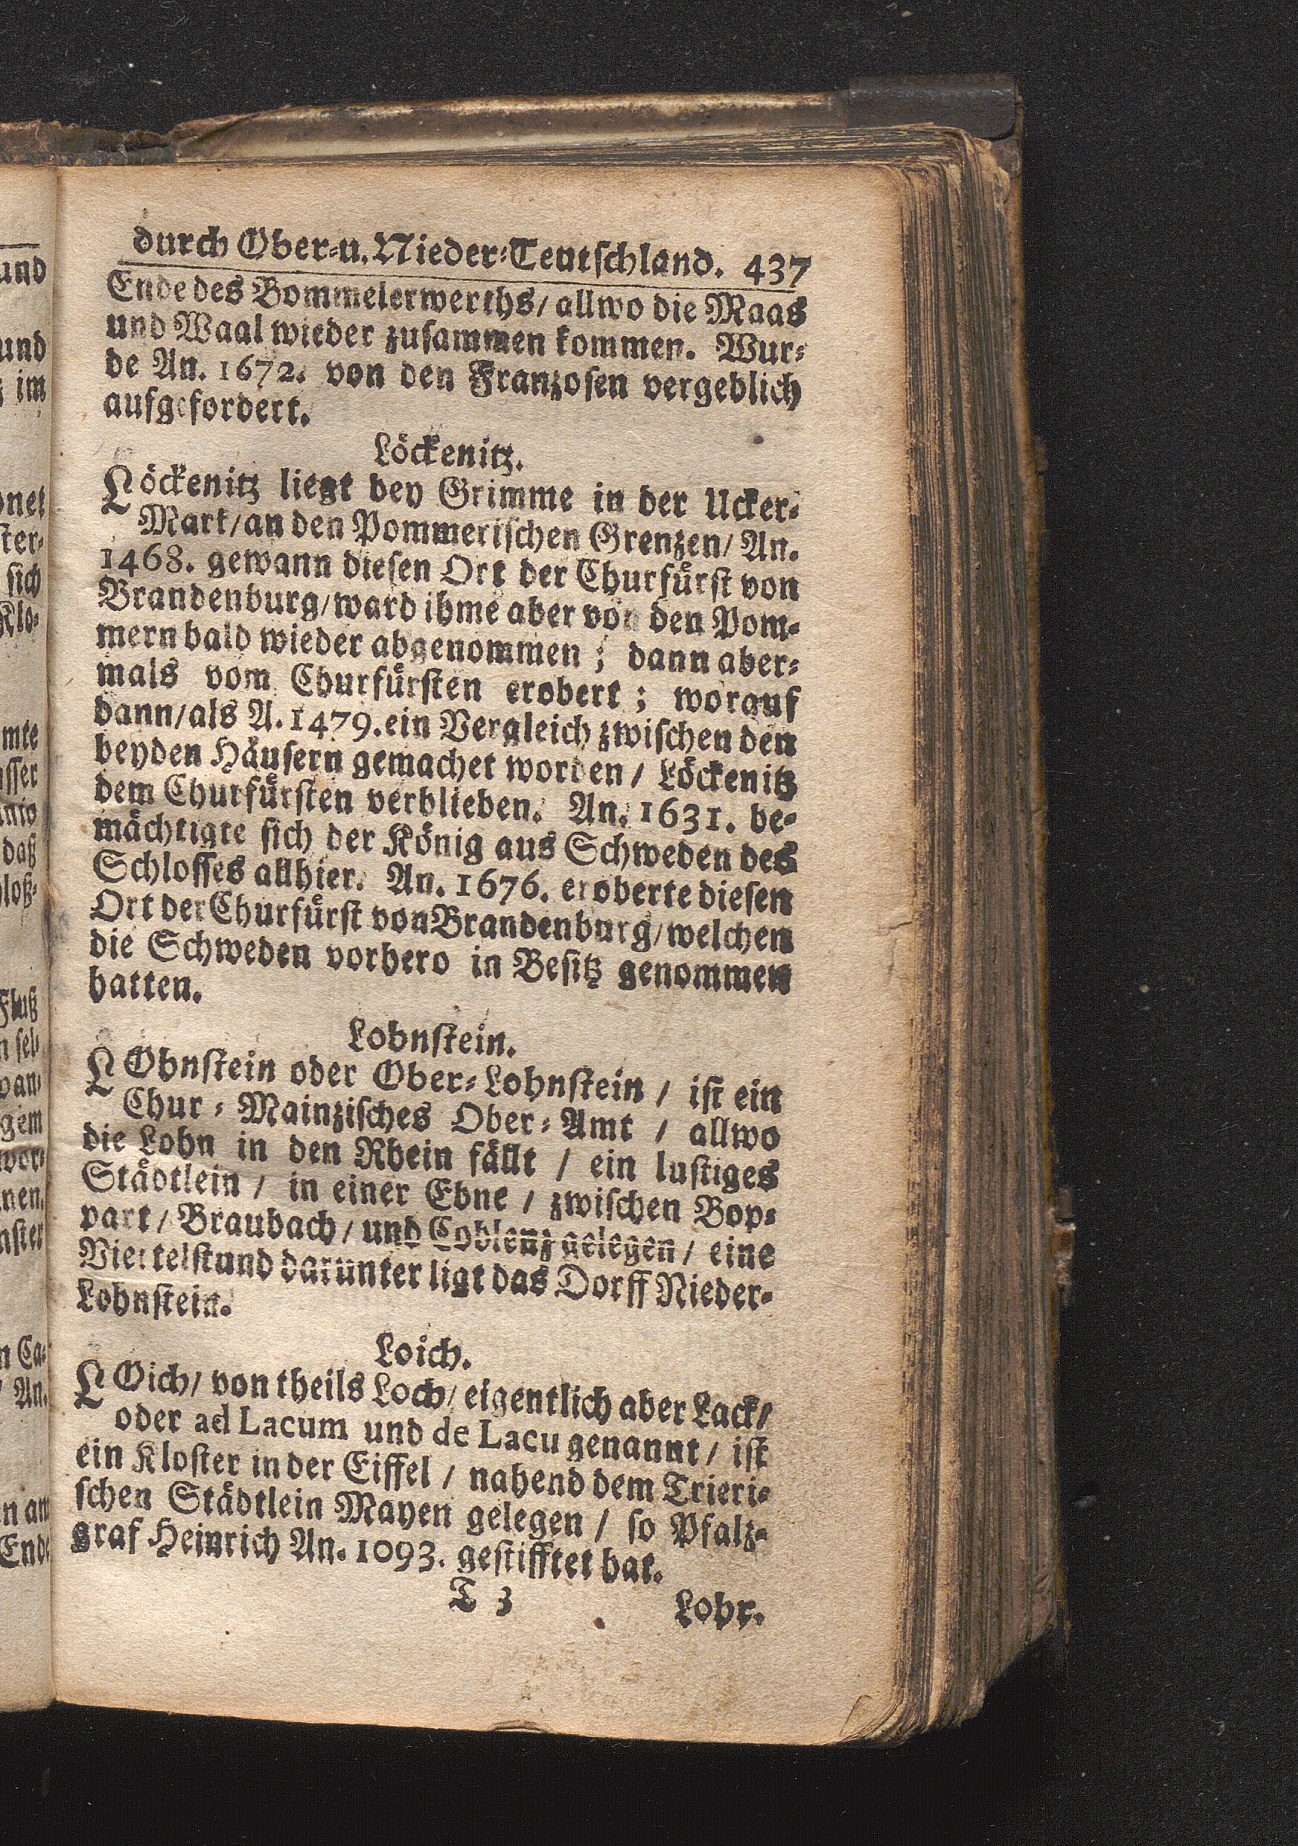 durch Ober-u. Nieder-Teutschland. 437
Ende des Bommelerwerths/ allwo die Maas
und Waal wieder zusammen kommen. Wur-
de An. 1672. von den Franzosen vergeblich
aufgefordert.
Löckenitz.
Löckenitz liegt bey Grimme in der Ucker-
Mark/ an den Pommerischen Grenzen/ An.
1468. gewann diesen Ort der Churfürst von
Brandenburg/ ward ihme aber von den Pom-
mern bald wieder abgenommen; dann aber-
mals vom Churfürsten erobert; worauf
dann/ als A. 1479. ein Vergleich zwischen den
beyden Häusern gemachet worden/ Löckenitz
dem Churfürsten verblieben. An. 1631. be-
mächtigte sich der König aus Schweden des
Schlosses allhier. An. 1676. eroberte diesen
Ort der Churfürst von Brandenburg/ welchen
die Schweden vorhero in Besitz genommen
hatten.
Lohnstein.
LOhnstein oder Ober-Lohnstein/ ist ein
Chur-Mainzisches Ober-Amt/ allwo
die Lohn in den Rhein fällt/ ein lustiges
Städtlein/ in einer Ebne/ zwischen Bop-
part/ Braubach/ und Coblenz gelegen/ eine
Viertelstund darunter ligt das Dorff Nieder-
Lohnstein.
Loich.
LOich/ von theils Loch/ eigentlich aber Lack/
oder ad Lacum und de Lacu genannt/ ist
ein Kloster in der Eiffel/ nahend dem Trieri-
schen Städtlein Mayen gelegen/ so Pfalz-
graf Heinrich An. 1093. gestifftet hat.
T 3 Lohr.